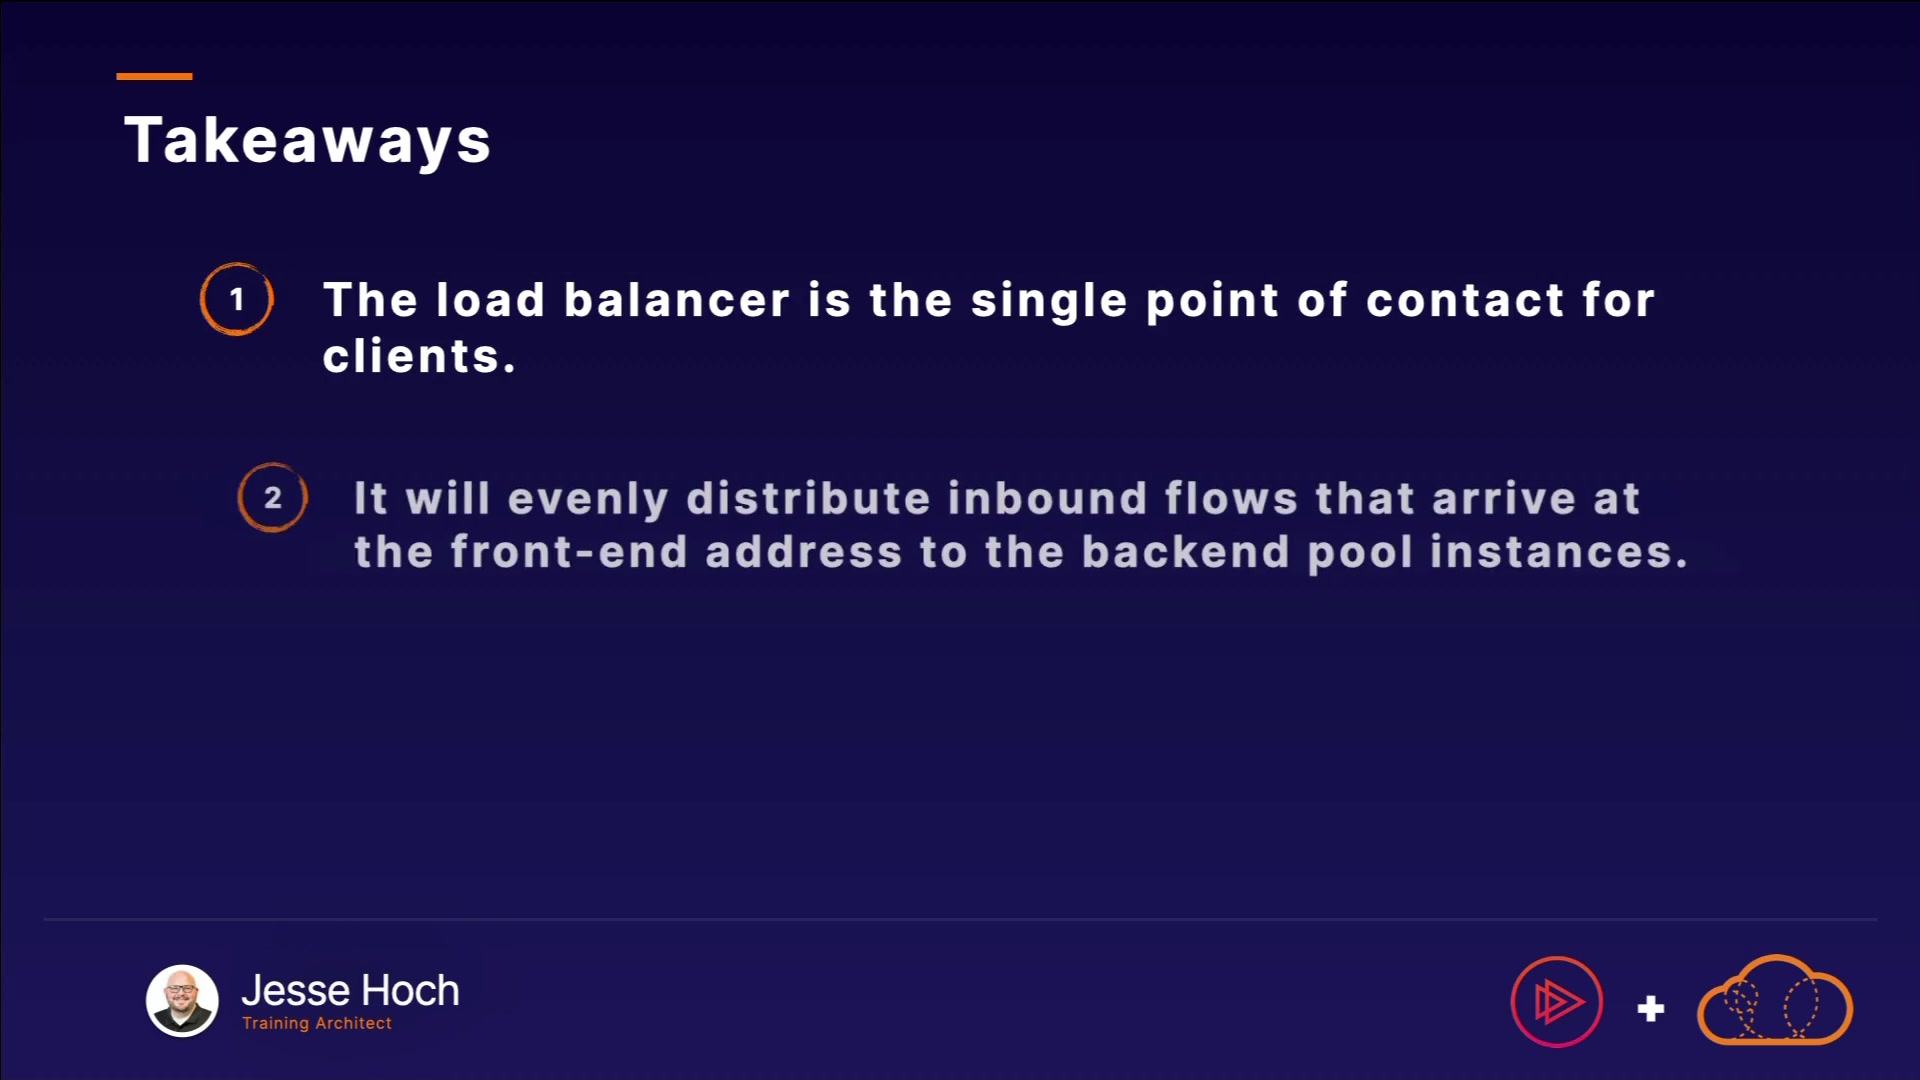 Takeaways
1
The load balancer is the single point of contact for
clients.
2
It will evenly distribute inbound flows that arrive at
the front-end address to the backend pool instances.
Jesse Hoch
Training Architect